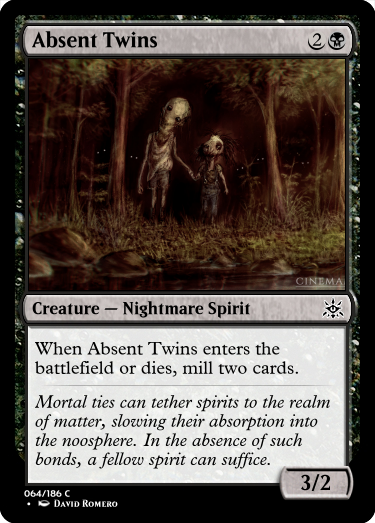 Absent Twins 2
CINEMA
Creature — Nightmare Spirit
When Absent Twins enters the
battlefield or dies, mill two cards.
Mortal ties can tether spirits to the realm
of matter, slowing their absorption into
the noosphere. In the absence of such
bonds, a fellow spirit can suffice.
3/2
064/186 C
• David Romero